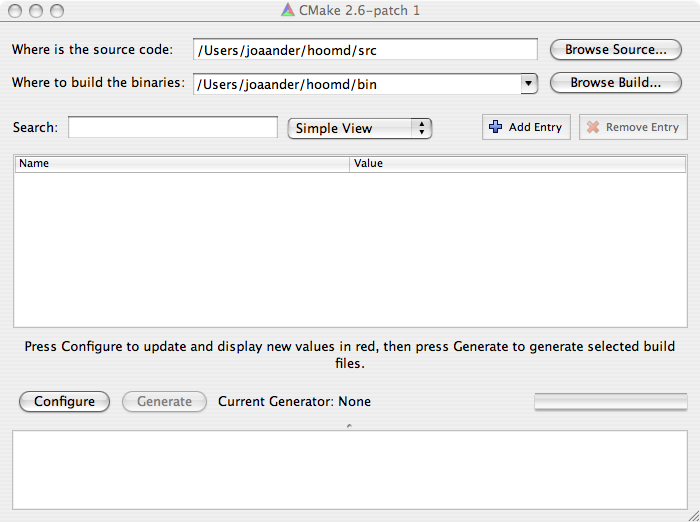 CMake 2.6-patch 1
Where is the source code: /Users/joaander/hoomd/src Browse Source...
Where to build the binaries: /Users/joaander/hoomd/bin Browse Build...
Search: Simple View Add Entry Remove Entry
Name Value
Press Configure to update and display new values in red, then press Generate to generate selected build
files.
Configure Generate Current Generator: None